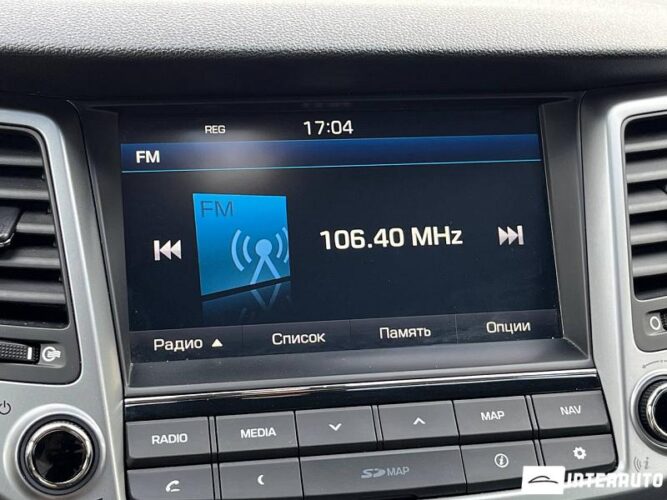 REG 17:04
FM
FM
106.40 MHz
Радио ▲ Список Память Опции
RADIO MEDIA MAP NAV
SD MAP
INTERAUTO